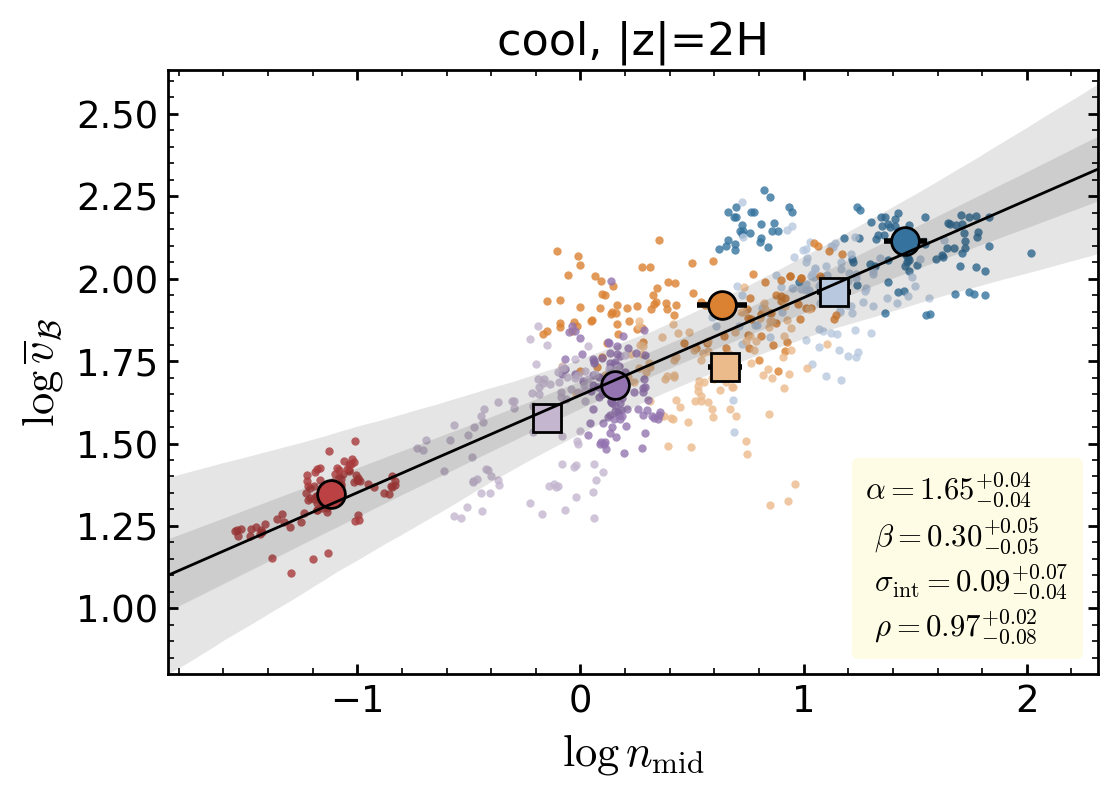 cool, |z|=2H
log v̅_ℬ
2.50
2.25
2.00
1.75
1.50
1.25
1.00
α = 1.65^{+0.04}_{−0.04}
β = 0.30^{+0.05}_{−0.05}
σ_int = 0.09^{+0.07}_{−0.04}
ρ = 0.97^{+0.02}_{−0.08}
−1 0 1 2
log n_mid